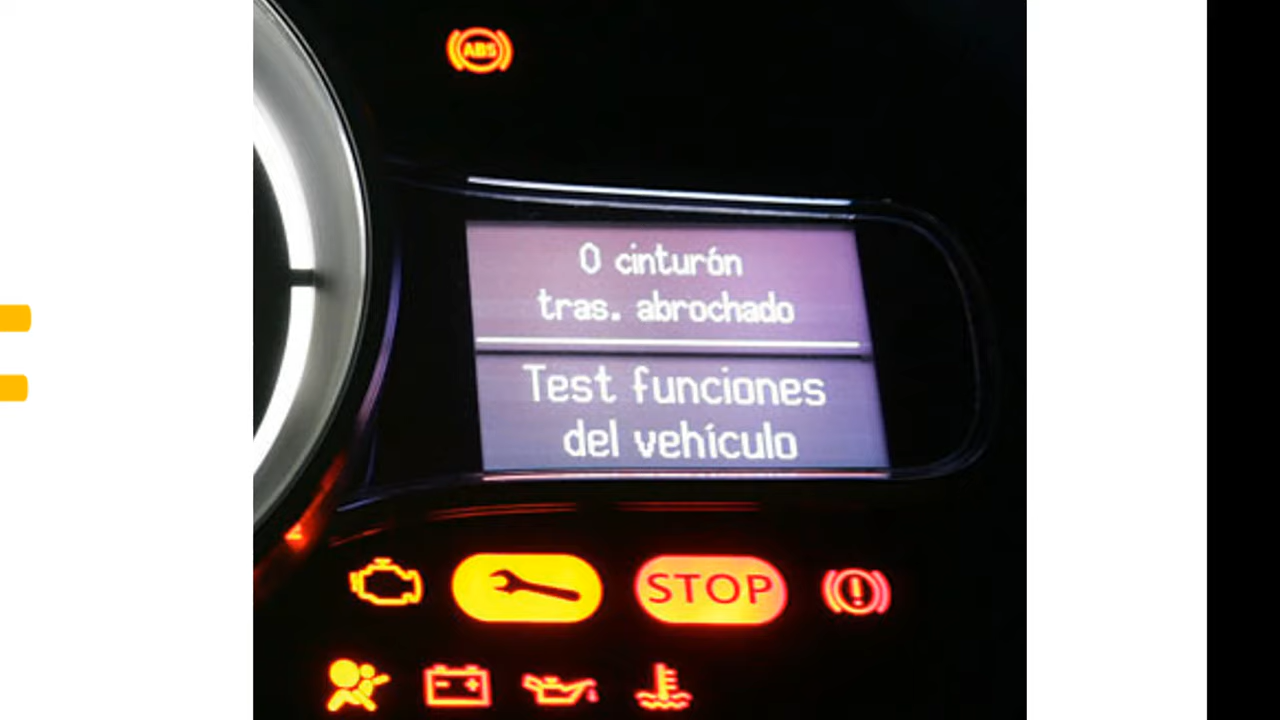 ABS
0 cinturón
tras. abrochado
Test funciones
del vehículo
STOP